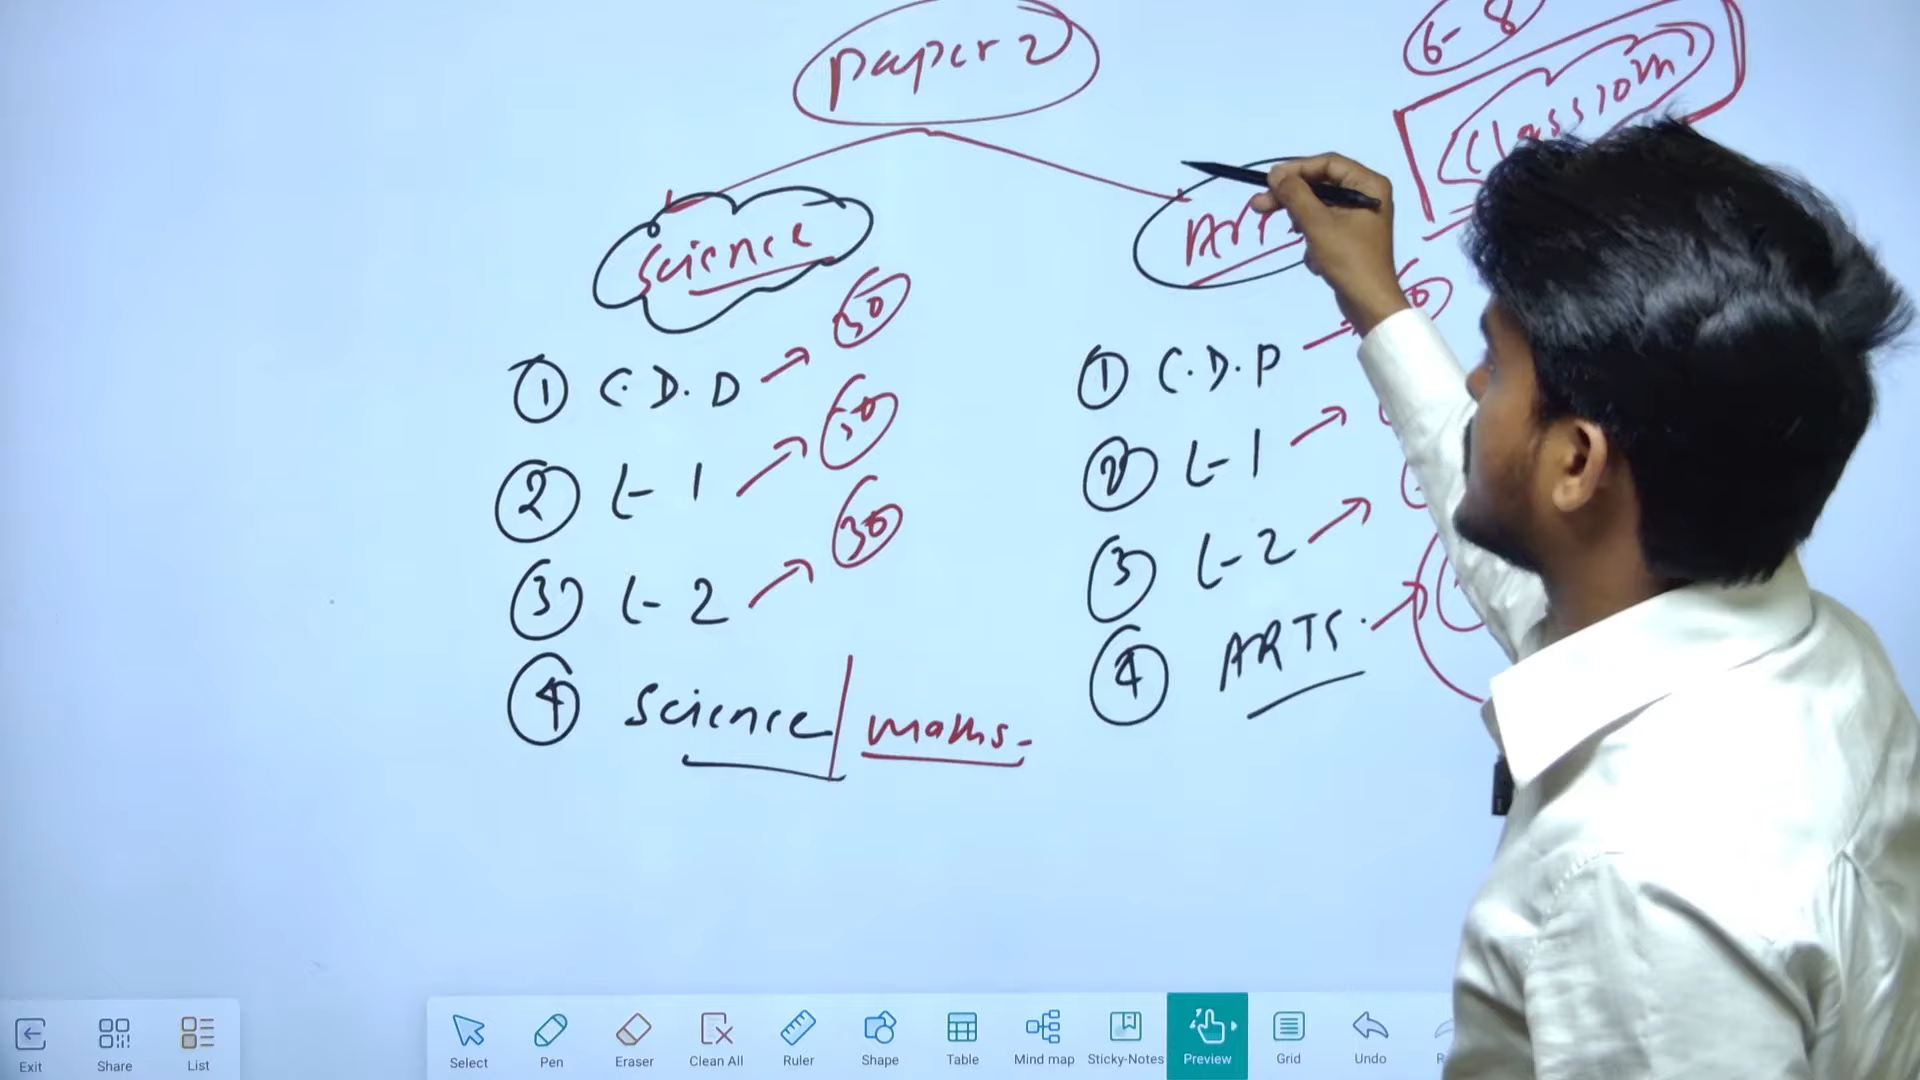 Paper 2
6-8
Science
① C.D.D → 30
② L-1 → 30
③ L-2 → 30
④ Science / maths.
① C.D.P →
② L-1 →
③ L-2 →
④ ARTS. →
Exit
Share
List
Select
Pen
Eraser
Clean All
Ruler
Shape
Table
Mind map
Sticky-Notes
Preview
Grid
Undo